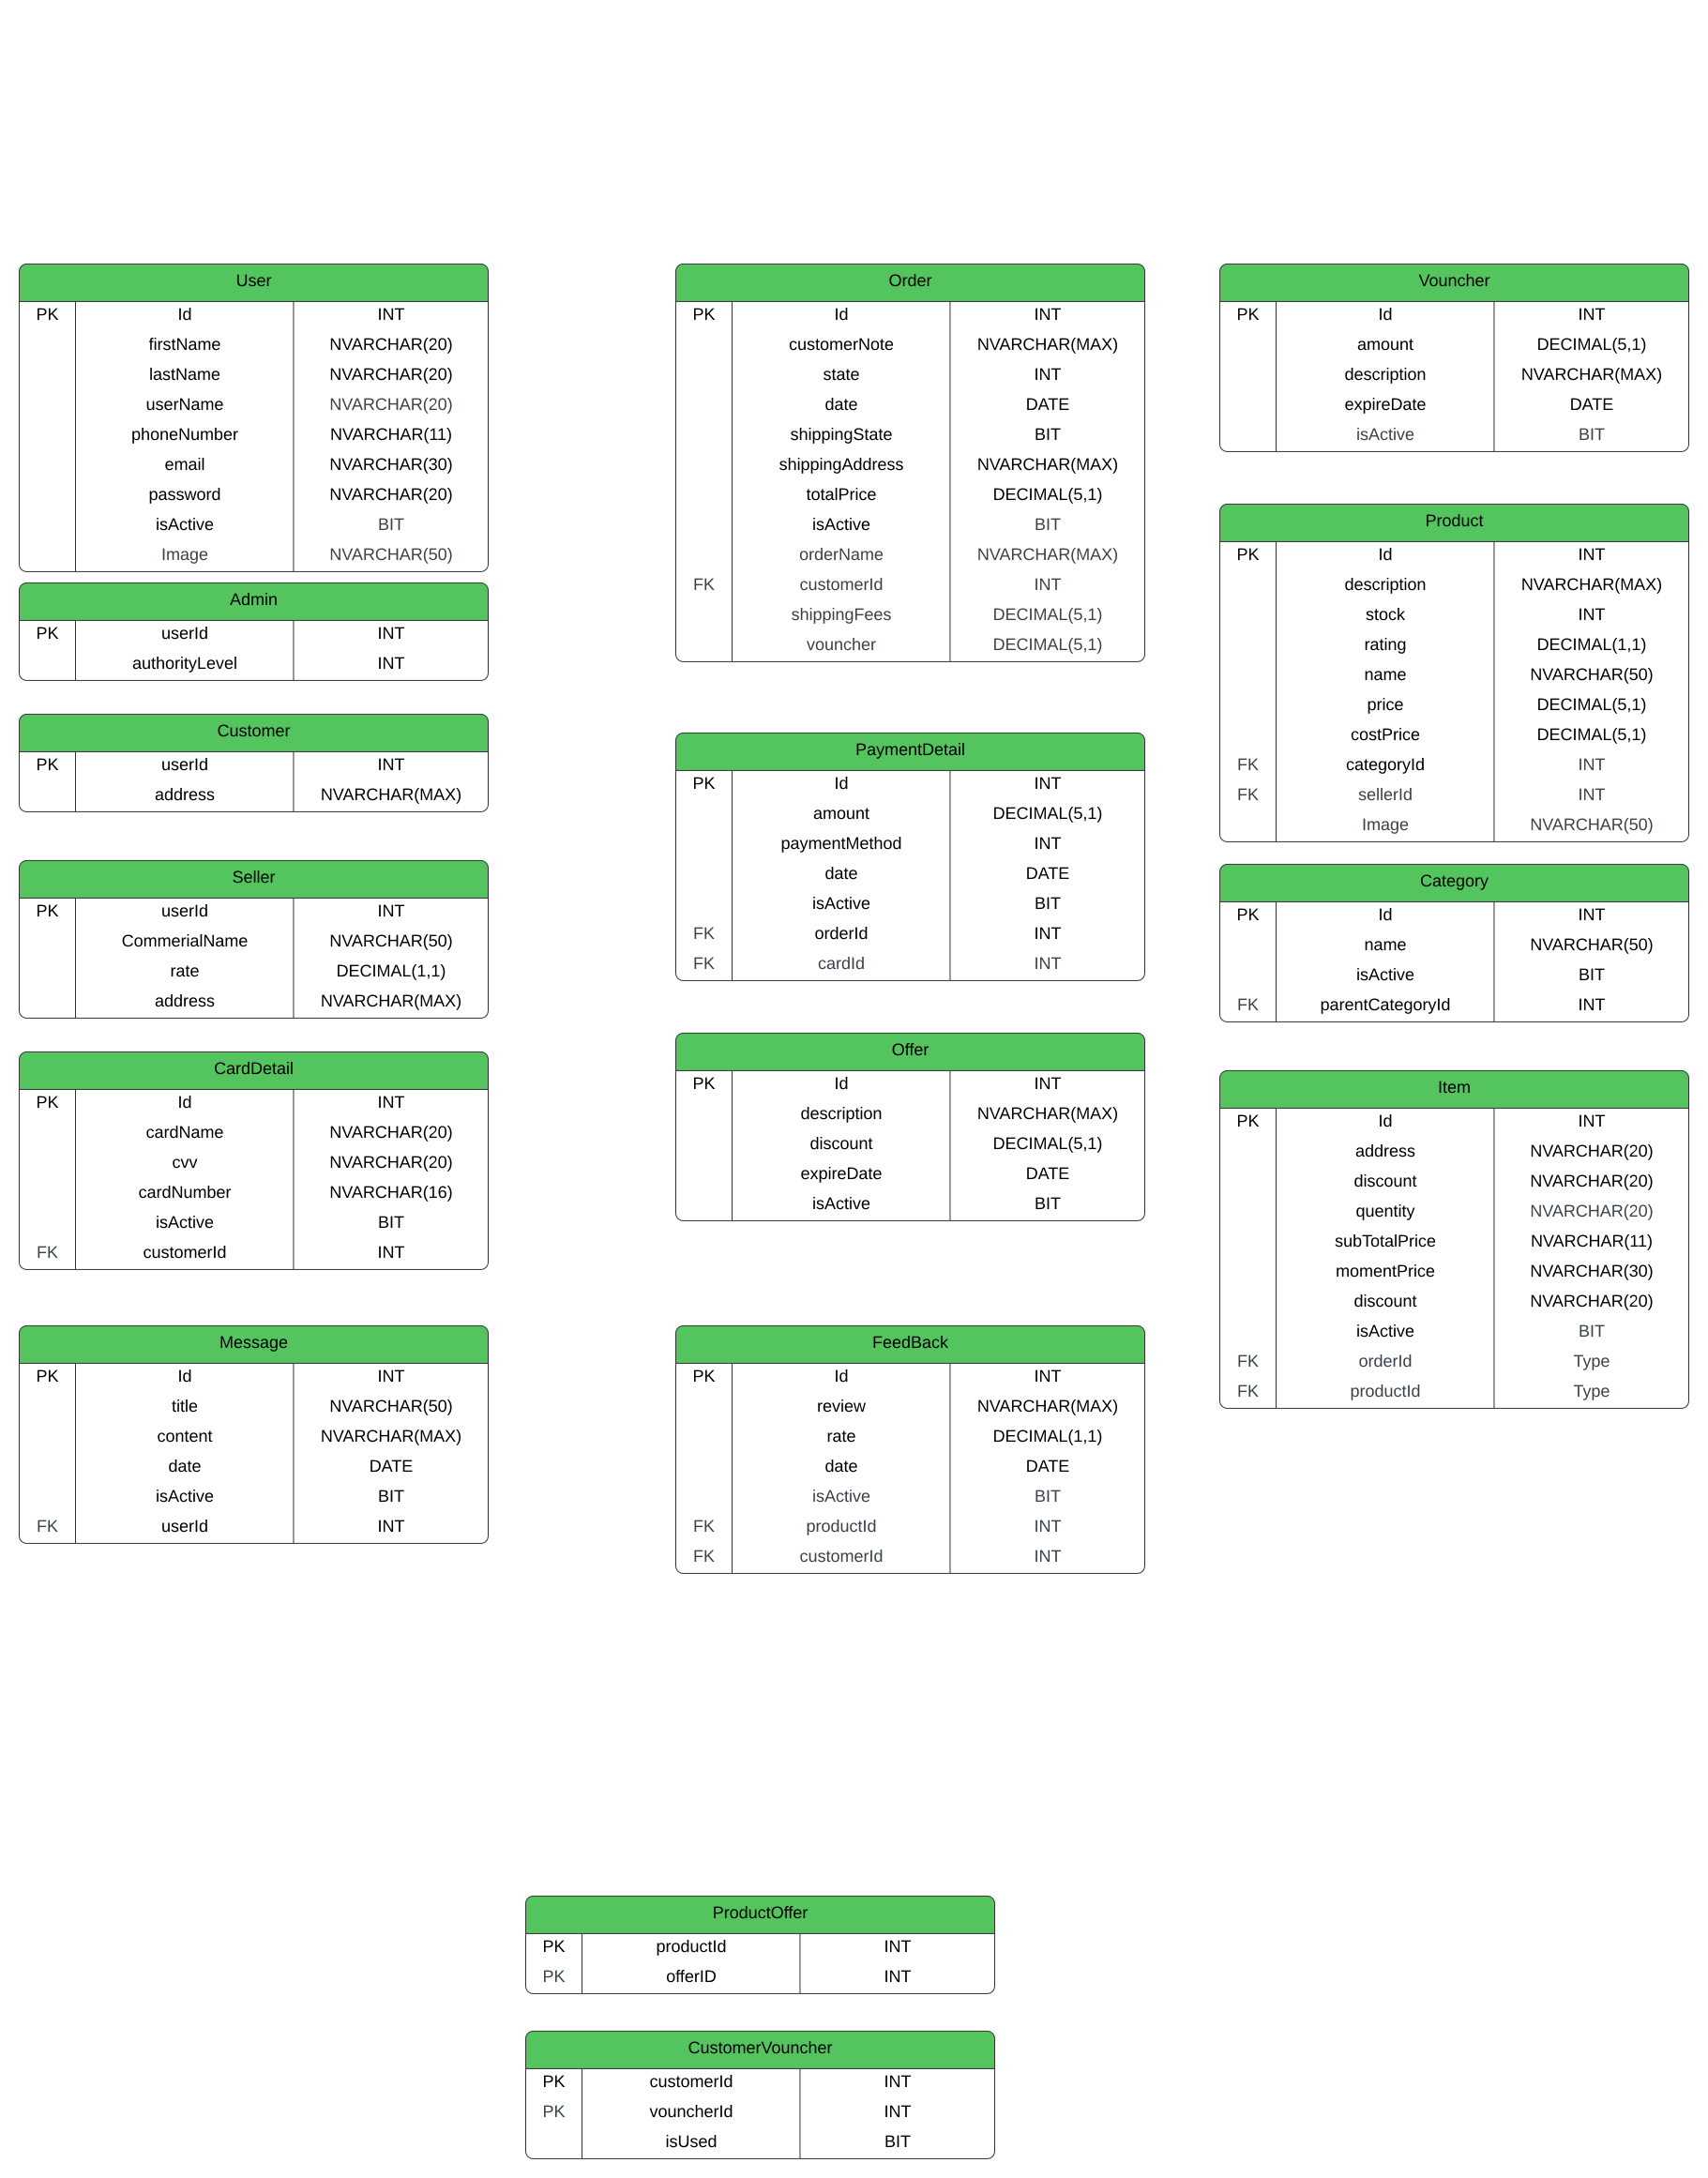 User
PK Id INT
firstName NVARCHAR(20)
lastName NVARCHAR(20)
userName NVARCHAR(20)
phoneNumber NVARCHAR(11)
email NVARCHAR(30)
password NVARCHAR(20)
isActive BIT
Image NVARCHAR(50)
Admin
PK userId INT
authorityLevel INT
Customer
PK userId INT
address NVARCHAR(MAX)
Seller
PK userId INT
CommerialName NVARCHAR(50)
rate DECIMAL(1,1)
address NVARCHAR(MAX)
CardDetail
PK Id INT
cardName NVARCHAR(20)
cvv NVARCHAR(20)
cardNumber NVARCHAR(16)
isActive BIT
FK customerId INT
Message
PK Id INT
title NVARCHAR(50)
content NVARCHAR(MAX)
date DATE
isActive BIT
FK userId INT
Order
PK Id INT
customerNote NVARCHAR(MAX)
state INT
date DATE
shippingState BIT
shippingAddress NVARCHAR(MAX)
totalPrice DECIMAL(5,1)
isActive BIT
orderName NVARCHAR(MAX)
FK customerId INT
shippingFees DECIMAL(5,1)
vouncher DECIMAL(5,1)
PaymentDetail
PK Id INT
amount DECIMAL(5,1)
paymentMethod INT
date DATE
isActive BIT
FK orderId INT
FK cardId INT
Offer
PK Id INT
description NVARCHAR(MAX)
discount DECIMAL(5,1)
expireDate DATE
isActive BIT
FeedBack
PK Id INT
review NVARCHAR(MAX)
rate DECIMAL(1,1)
date DATE
isActive BIT
FK productId INT
FK customerId INT
Vouncher
PK Id INT
amount DECIMAL(5,1)
description NVARCHAR(MAX)
expireDate DATE
isActive BIT
Product
PK Id INT
description NVARCHAR(MAX)
stock INT
rating DECIMAL(1,1)
name NVARCHAR(50)
price DECIMAL(5,1)
costPrice DECIMAL(5,1)
FK categoryId INT
FK sellerId INT
Image NVARCHAR(50)
Category
PK Id INT
name NVARCHAR(50)
isActive BIT
FK parentCategoryId INT
Item
PK Id INT
address NVARCHAR(20)
discount NVARCHAR(20)
quentity NVARCHAR(20)
subTotalPrice NVARCHAR(11)
momentPrice NVARCHAR(30)
discount NVARCHAR(20)
isActive BIT
FK orderId Type
FK productId Type
ProductOffer
PK productId INT
PK offerID INT
CustomerVouncher
PK customerId INT
PK vouncherId INT
isUsed BIT